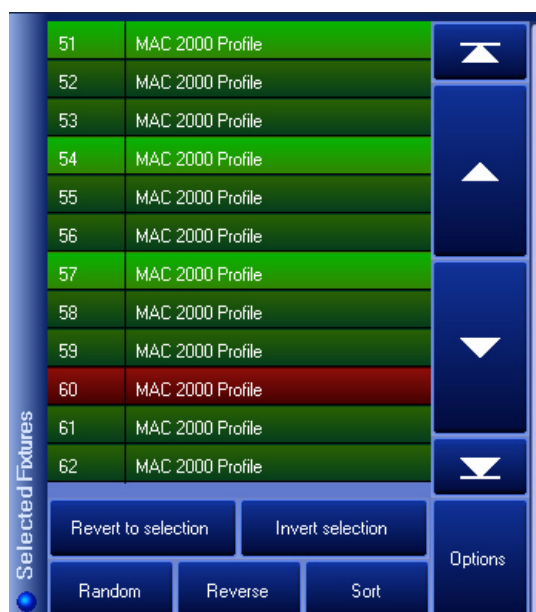 51 MAC 2000 Profile
52 MAC 2000 Profile
53 MAC 2000 Profile
54 MAC 2000 Profile
55 MAC 2000 Profile
56 MAC 2000 Profile
57 MAC 2000 Profile
58 MAC 2000 Profile
59 MAC 2000 Profile
60 MAC 2000 Profile
61 MAC 2000 Profile
62 MAC 2000 Profile
Selected Fixtures
Revert to selection Invert selection
Options
Random Reverse Sort